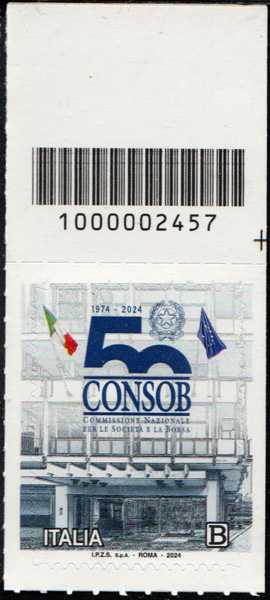 1000002457
1974 - 2024
50
CONSOB
COMMISSIONE NAZIONALE
PER LE SOCIETÀ E LA BORSA
ITALIA B
I.P.Z.S. S.p.A. - ROMA - 2024